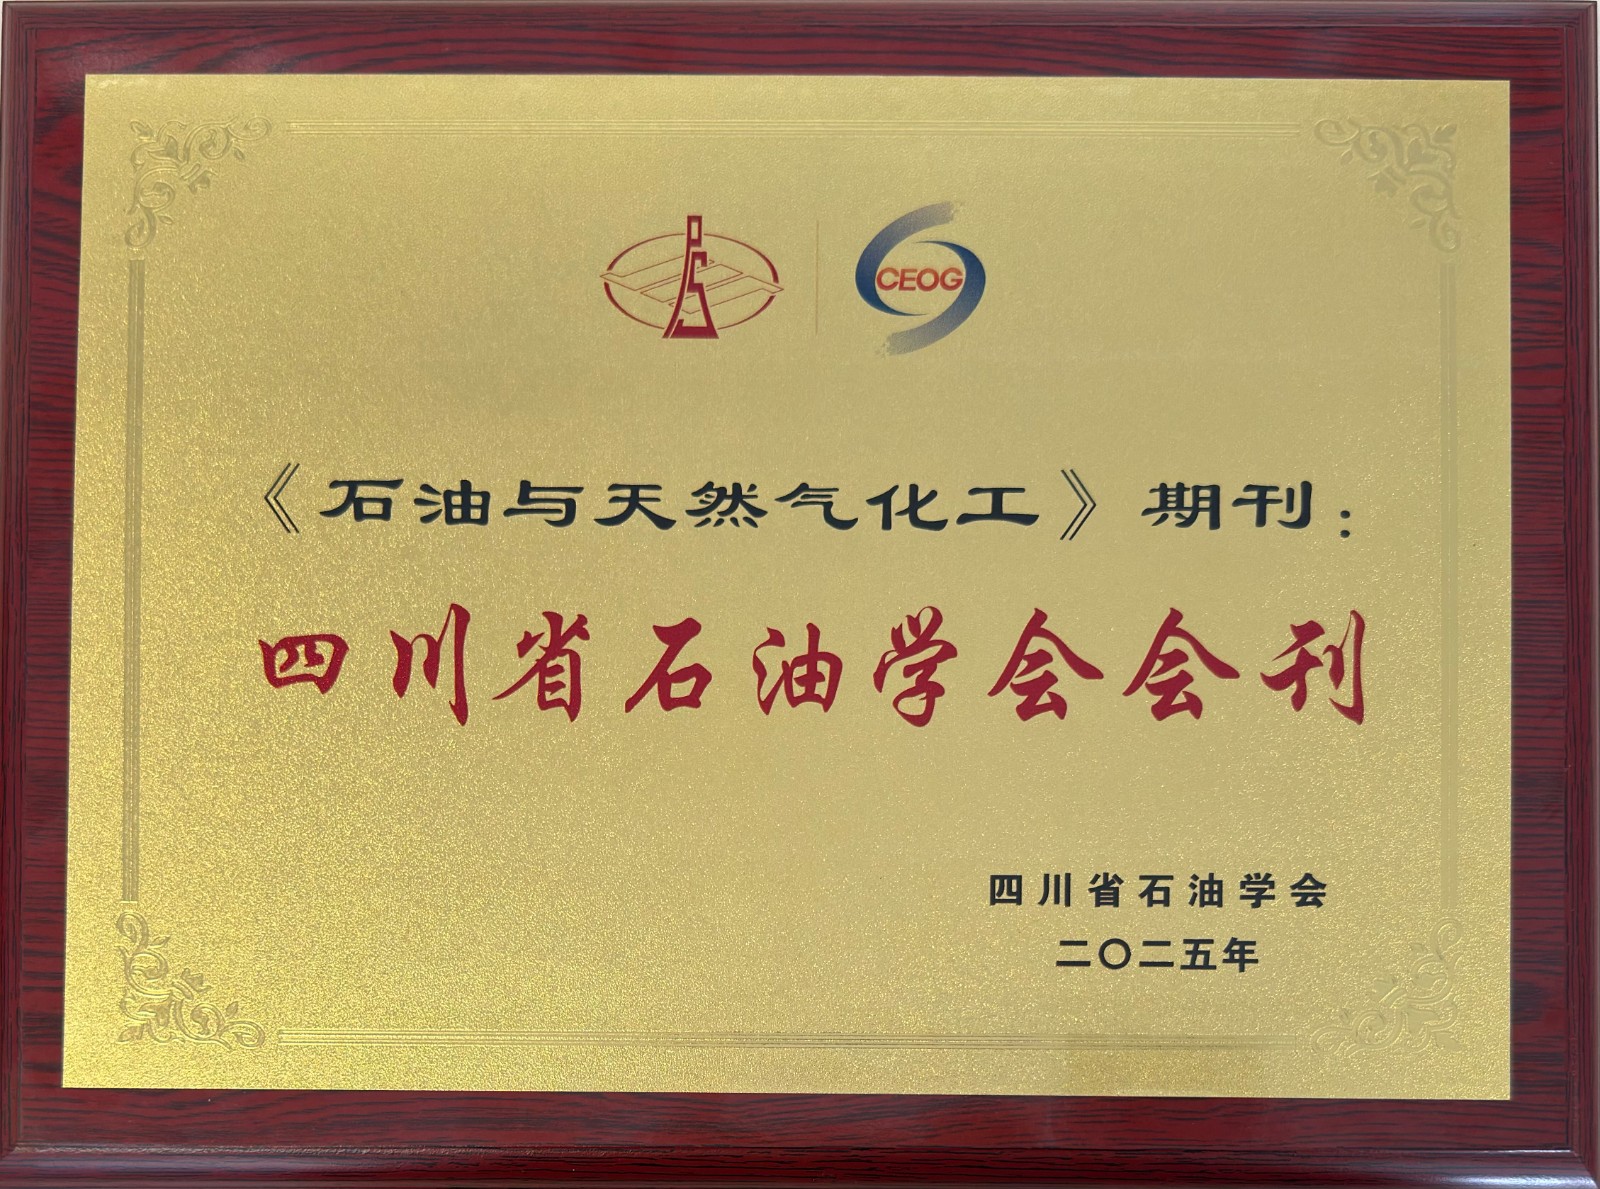 PS
CEOG
《石油与天然气化工》期刊：
四川省石油学会会刊
四川省石油学会
二〇二五年